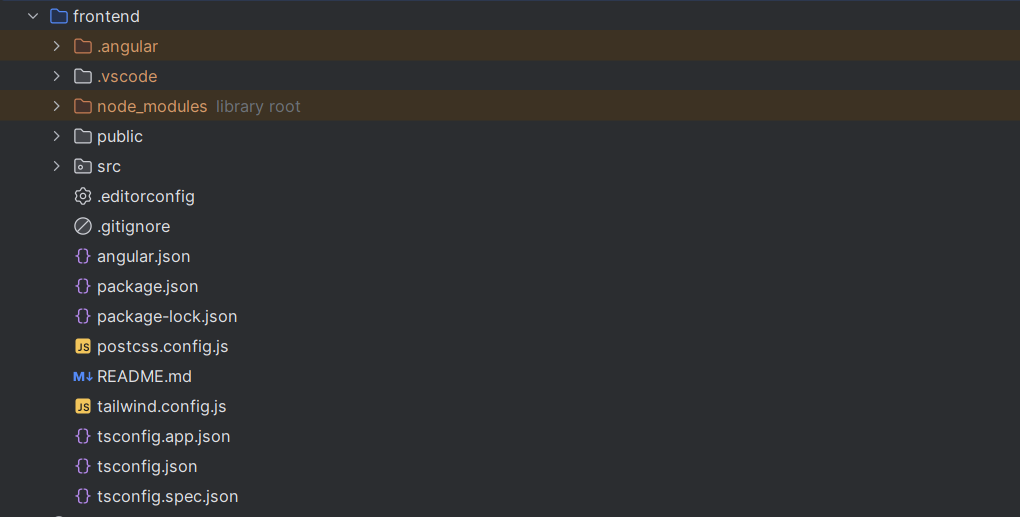 frontend
.angular
.vscode
node_modules library root
public
src
.editorconfig
.gitignore
angular.json
package.json
package-lock.json
JS postcss.config.js
M↓ README.md
JS tailwind.config.js
tsconfig.app.json
tsconfig.json
tsconfig.spec.json